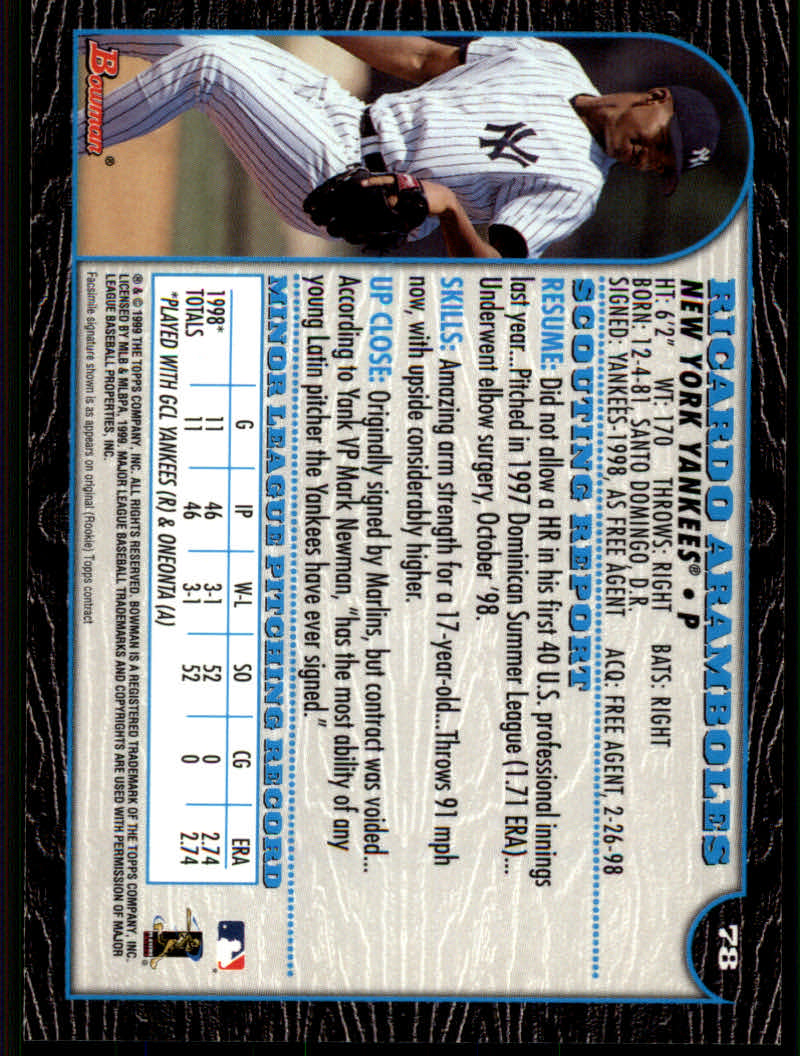 78
RICARDO ARAMBOLES
NEW YORK YANKEES® • P
HT: 6'2" WT: 170 THROWS: RIGHT BATS: RIGHT
BORN: 12-4-81, SANTO DOMINGO, D.R.
SIGNED: YANKEES 1998, AS FREE AGENT ACQ: FREE AGENT, 2-26-98
SCOUTING REPORT
RESUME: Did not allow a HR in his first 40 U.S. professional innings
last year... Pitched in 1997 Dominican Summer League (1.71 ERA)...
Underwent elbow surgery, October '98.
SKILLS: Amazing arm strength for a 17-year-old...Throws 91 mph
now, with upside considerably higher.
UP CLOSE: Originally signed by Marlins, but contract was voided...
According to Yank VP Mark Newman, "has the most ability of any
young Latin pitcher the Yankees have ever signed."
MINOR LEAGUE PITCHING RECORD
G IP W-L SO CG ERA
1998* 11 46 3-1 52 0 2.74
TOTALS 11 46 3-1 52 0 2.74
*PLAYED WITH GCL YANKEES (R) & ONEONTA (A)
® & © 1999 THE TOPPS COMPANY, INC. ALL RIGHTS RESERVED. BOWMAN IS A REGISTERED TRADEMARK OF THE TOPPS COMPANY, INC.
LICENSED BY MLB & MLBPA, 1999. MAJOR LEAGUE BASEBALL TRADEMARKS AND COPYRIGHTS ARE USED WITH PERMISSION OF MAJOR
LEAGUE BASEBALL PROPERTIES, INC.
Facsimile signature shown is as appears on original (Rookie) Topps contract
Bowman®
NY